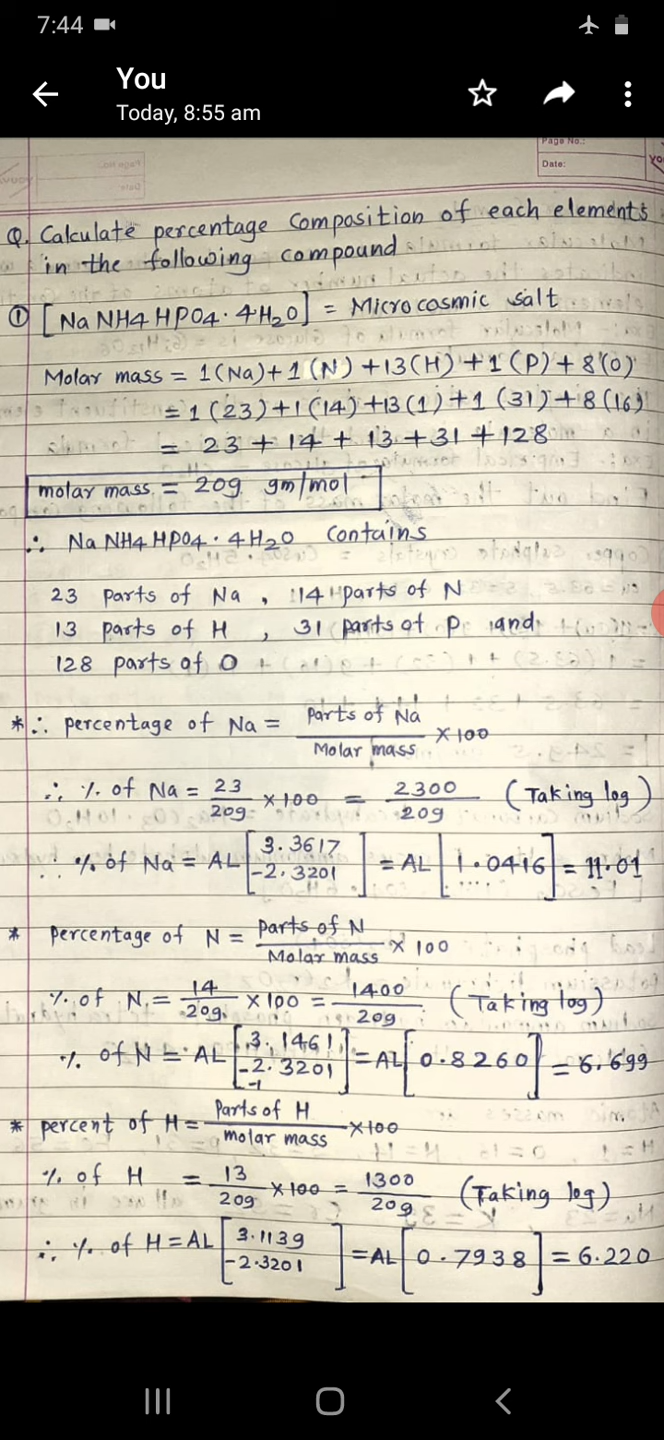 7:44
You
Today, 8:55 am
Page No.:
Date:
Q. Calculate percentage composition of each elements
in the following compound
① [NaNH4HPO4·4H2O] = Microcosmic salt
Molar mass = 1(Na)+1(N)+13(H)+1(P)+8(O)
= 1(23)+1(14)+13(1)+1(31)+8(16)
= 23+14+13+31+128
molar mass = 209 gm/mol
∴ NaNH4HPO4·4H2O contains
23 parts of Na, 14 parts of N
13 parts of H, 31 parts of P and
128 parts of O
*∴ percentage of Na = Parts of Na / Molar mass ×100
∴ % of Na = 23/209 ×100 = 2300/209 (Taking log)
∴ % of Na = AL[3.3617 -2.3201] = AL[1.0416] = 11.01
* percentage of N = Parts of N / Molar mass × 100
% of N = 14/209 ×100 = 1400/209 (Taking log)
% of N = AL[3.1461 -2.3201] = AL[0.8260] = 6.699
* percent of H = Parts of H / molar mass ×100
% of H = 13/209 ×100 = 1300/209 (Taking log)
∴ % of H = AL[3.1139 -2.3201] = AL[0.7938] = 6.220